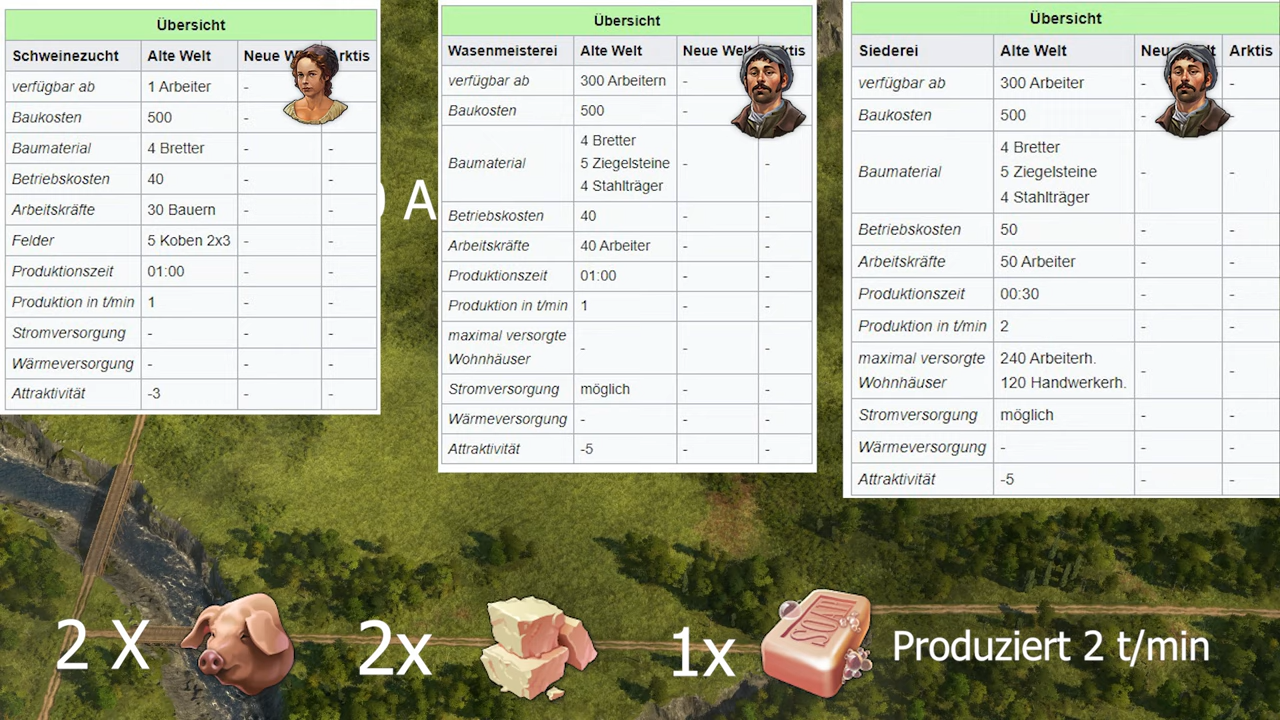 Übersicht
Schweinezucht Alte Welt Neue Arktis
verfügbar ab 1 Arbeiter -
Baukosten 500 -
Baumaterial 4 Bretter - -
Betriebskosten 40 - -
Arbeitskräfte 30 Bauern - -
Felder 5 Koben 2x3 - -
Produktionszeit 01:00 - -
Produktion in t/min 1 - -
Stromversorgung - - -
Wärmeversorgung - - -
Attraktivität -3 - -
A
Übersicht
Wasenmeisterei Alte Welt Neue Welt
verfügbar ab 300 Arbeitern -
Baukosten 500 -
Baumaterial 4 Bretter - -
5 Ziegelsteine
4 Stahlträger
Betriebskosten 40 - -
Arbeitskräfte 40 Arbeiter - -
Produktionszeit 01:00 - -
Produktion in t/min 1 - -
maximal versorgte
Wohnhäuser - - -
Stromversorgung möglich - -
Wärmeversorgung - - -
Attraktivität -5 - -
Übersicht
Siederei Alte Welt Arktis
verfügbar ab 300 Arbeiter - -
Baukosten 500 - -
Baumaterial 4 Bretter - -
5 Ziegelsteine
4 Stahlträger
Betriebskosten 50 - -
Arbeitskräfte 50 Arbeiter - -
Produktionszeit 00:30 - -
Produktion in t/min 2 - -
maximal versorgte 240 Arbeiterh. - -
Wohnhäuser 120 Handwerkerh.
Stromversorgung möglich - -
Wärmeversorgung - - -
Attraktivität -5 - -
2 X
2x
1x
Produziert 2 t/min